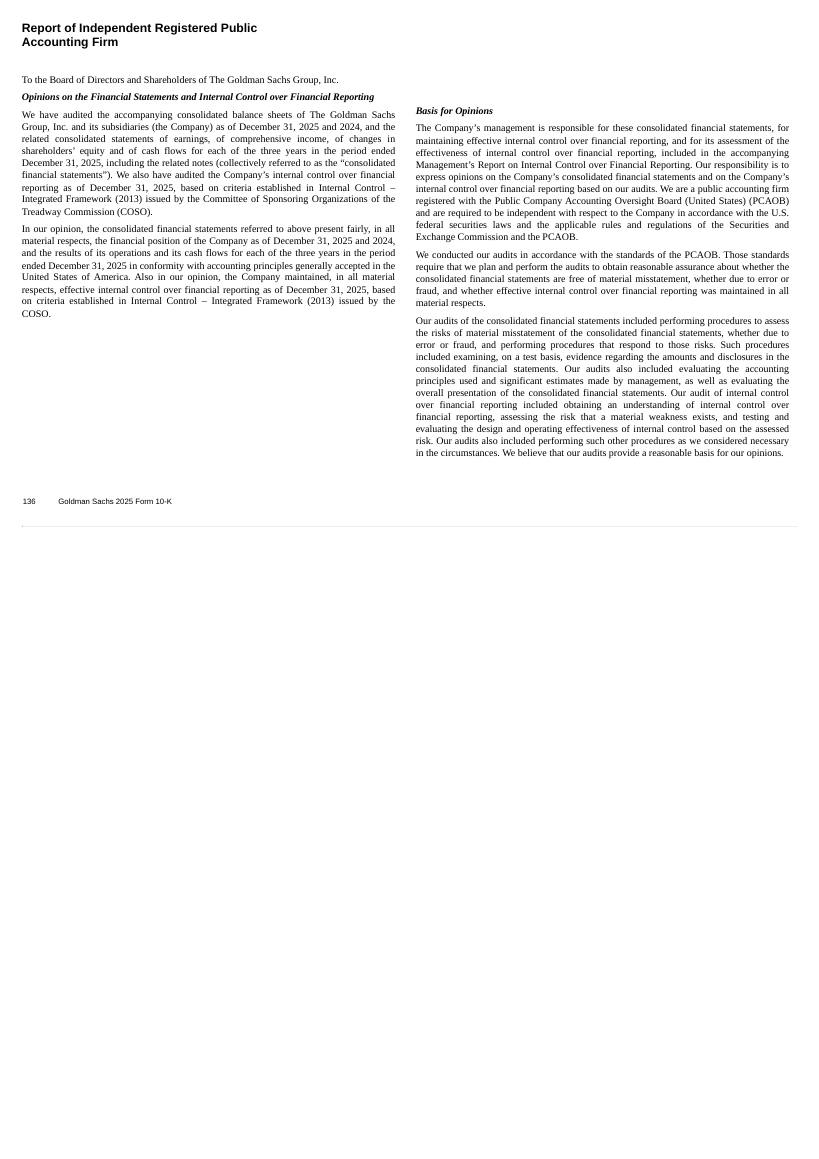 Report of Independent Registered Public
Accounting Firm
To the Board of Directors and Shareholders of The Goldman Sachs Group, Inc.
Opinions on the Financial Statements and Internal Control over Financial Reporting
We have audited the accompanying consolidated balance sheets of The Goldman Sachs
Group, Inc. and its subsidiaries (the Company) as of December 31, 2025 and 2024, and the
related consolidated statements of earnings, of comprehensive income, of changes in
shareholders’ equity and of cash flows for each of the three years in the period ended
December 31, 2025, including the related notes (collectively referred to as the “consolidated
financial statements”). We also have audited the Company’s internal control over financial
reporting as of December 31, 2025, based on criteria established in Internal Control –
Integrated Framework (2013) issued by the Committee of Sponsoring Organizations of the
Treadway Commission (COSO).
In our opinion, the consolidated financial statements referred to above present fairly, in all
material respects, the financial position of the Company as of December 31, 2025 and 2024,
and the results of its operations and its cash flows for each of the three years in the period
ended December 31, 2025 in conformity with accounting principles generally accepted in the
United States of America. Also in our opinion, the Company maintained, in all material
respects, effective internal control over financial reporting as of December 31, 2025, based
on criteria established in Internal Control – Integrated Framework (2013) issued by the
COSO.
Basis for Opinions
The Company’s management is responsible for these consolidated financial statements, for
maintaining effective internal control over financial reporting, and for its assessment of the
effectiveness of internal control over financial reporting, included in the accompanying
Management’s Report on Internal Control over Financial Reporting. Our responsibility is to
express opinions on the Company’s consolidated financial statements and on the Company’s
internal control over financial reporting based on our audits. We are a public accounting firm
registered with the Public Company Accounting Oversight Board (United States) (PCAOB)
and are required to be independent with respect to the Company in accordance with the U.S.
federal securities laws and the applicable rules and regulations of the Securities and
Exchange Commission and the PCAOB.
We conducted our audits in accordance with the standards of the PCAOB. Those standards
require that we plan and perform the audits to obtain reasonable assurance about whether the
consolidated financial statements are free of material misstatement, whether due to error or
fraud, and whether effective internal control over financial reporting was maintained in all
material respects.
Our audits of the consolidated financial statements included performing procedures to assess
the risks of material misstatement of the consolidated financial statements, whether due to
error or fraud, and performing procedures that respond to those risks. Such procedures
included examining, on a test basis, evidence regarding the amounts and disclosures in the
consolidated financial statements. Our audits also included evaluating the accounting
principles used and significant estimates made by management, as well as evaluating the
overall presentation of the consolidated financial statements. Our audit of internal control
over financial reporting included obtaining an understanding of internal control over
financial reporting, assessing the risk that a material weakness exists, and testing and
evaluating the design and operating effectiveness of internal control based on the assessed
risk. Our audits also included performing such other procedures as we considered necessary
in the circumstances. We believe that our audits provide a reasonable basis for our opinions.
136 Goldman Sachs 2025 Form 10-K